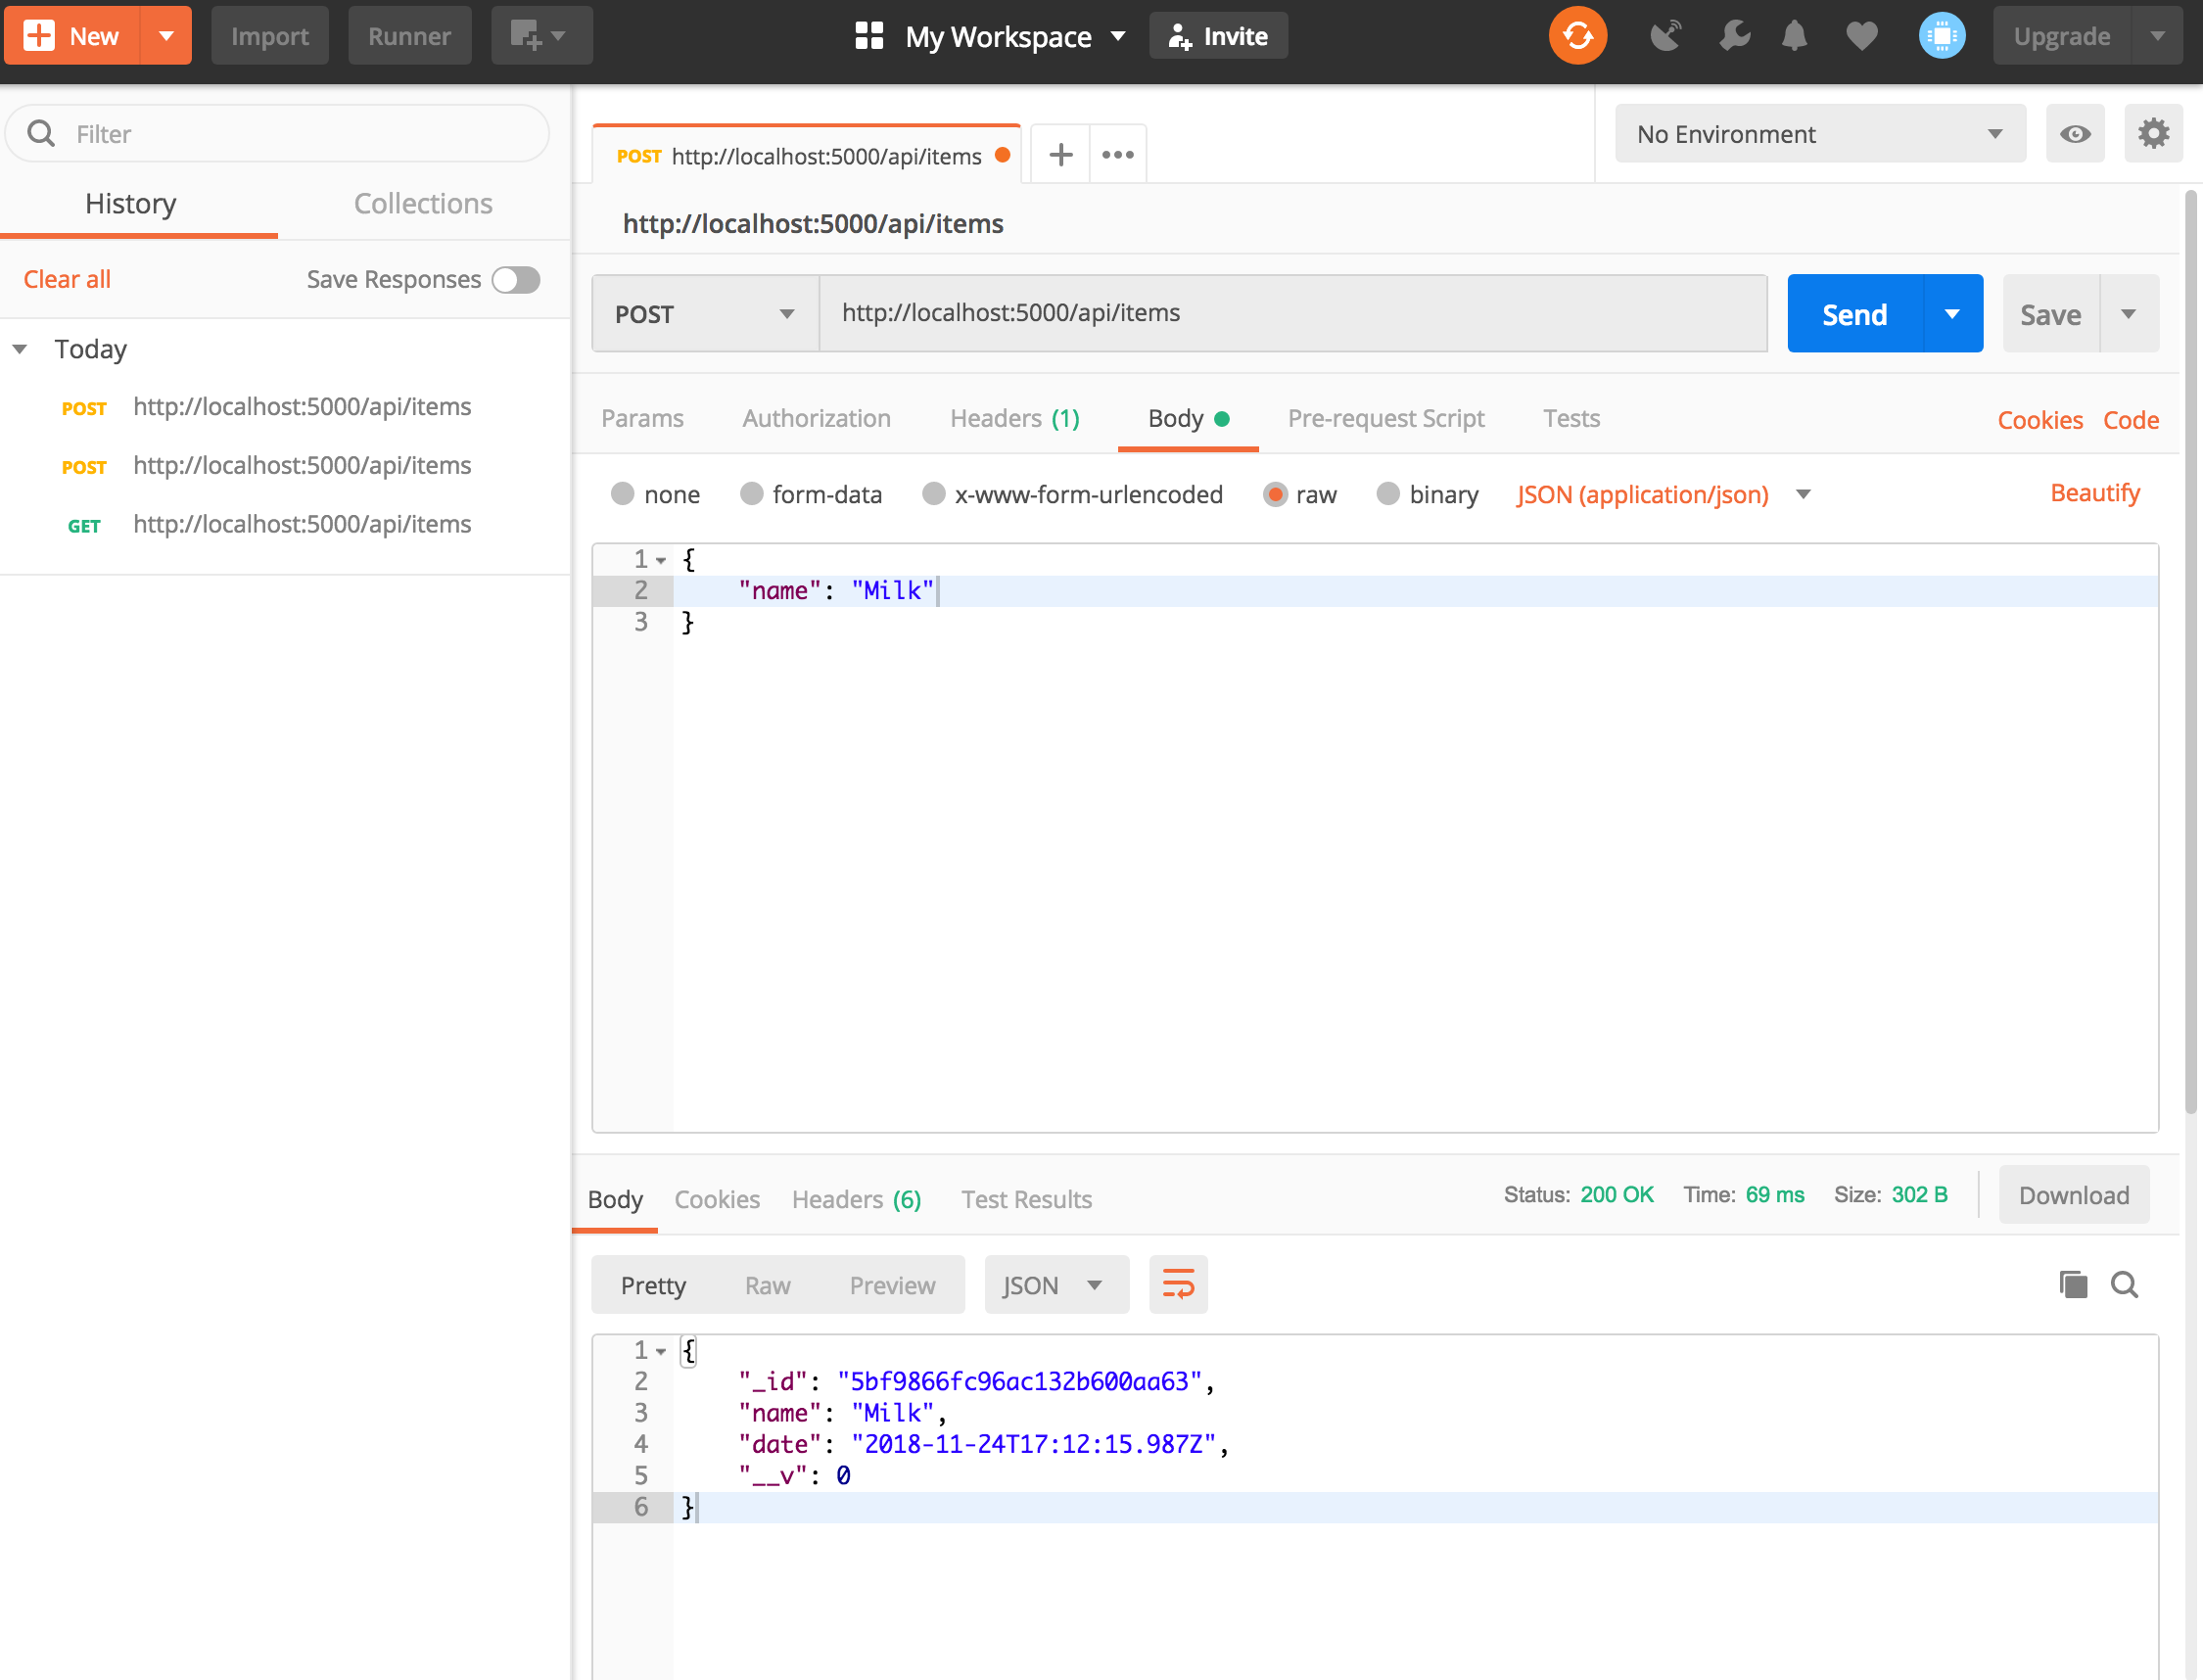 New Import Runner My Workspace Invite Upgrade
Filter
History Collections
Clear all Save Responses
Today
POST http://localhost:5000/api/items
POST http://localhost:5000/api/items
GET http://localhost:5000/api/items
POST http://localhost:5000/api/items
No Environment
http://localhost:5000/api/items
POST http://localhost:5000/api/items Send Save
Params Authorization Headers (1) Body Pre-request Script Tests Cookies Code
none form-data x-www-form-urlencoded raw binary JSON (application/json) Beautify
1 {
2 "name": "Milk"
3 }
Body Cookies Headers (6) Test Results Status: 200 OK Time: 69 ms Size: 302 B Download
Pretty Raw Preview JSON
1 {
2 "_id": "5bf9866fc96ac132b600aa63",
3 "name": "Milk",
4 "date": "2018-11-24T17:12:15.987Z",
5 "__v": 0
6 }